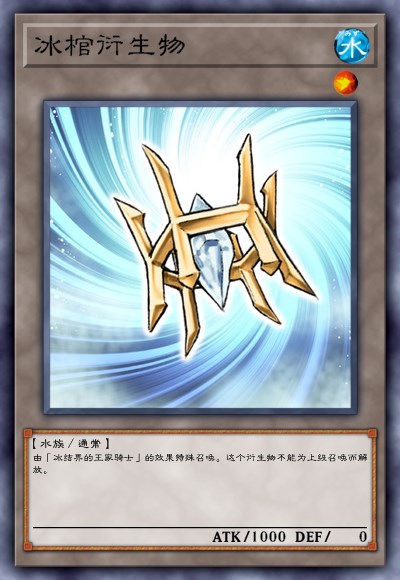 冰棺衍生物
水
【水族／通常】
由「冰结界的王家骑士」的效果特殊召唤。这个衍生物不能为上级召唤而解
放。
ATK/1000 DEF/ 0